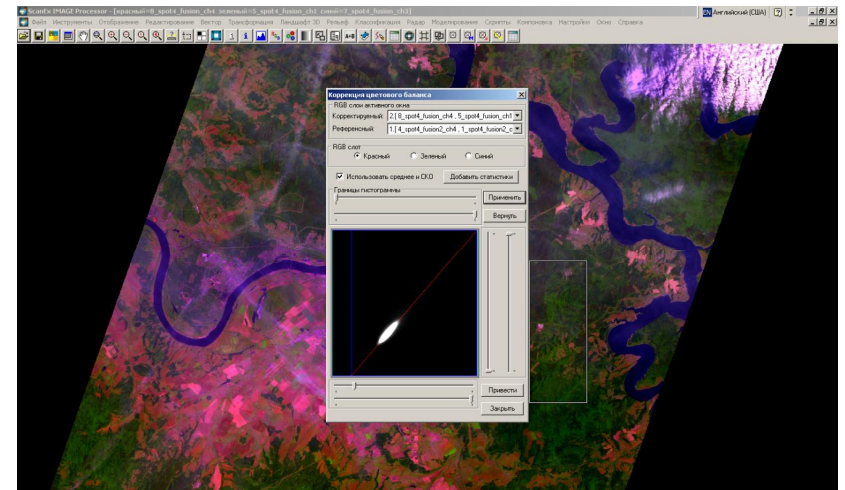 ScanEx IMAGE Processor - [красный=8_spot4_fusion_ch4 зеленый=5_spot4_fusion_ch1 синий=7_spot4_fusion_ch3]
EN Английский (США)
Файл Инструменты Отображение Редактирование Вектор Трансформация Ландшафт 3D Рельеф Классификация Радар Моделирование Скрипты Компоновка Настройки Окно Справка
Коррекция цветового баланса
RGB слои активного окна
Корректируемый: 2,[ 8_spot4_fusion_ch4 , 5_spot4_fusion_ch1
Референсный: 1,[ 4_spot4_fusion2_ch4 , 1_spot4_fusion2_c
RGB слот
Красный Зеленый Синий
Использовать среднее и СКО Добавить статистики
Границы гистограммы
Применить
Вернуть
Привести
Закрыть